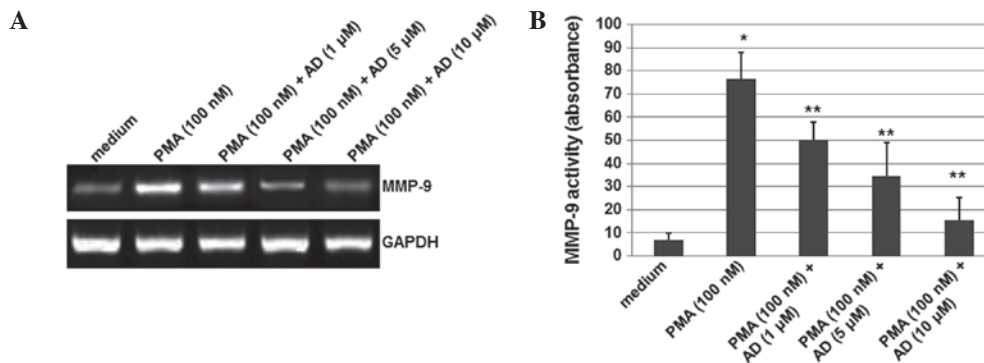 A
medium
PMA (100 nM)
PMA (100 nM) + AD (1 µM)
PMA (100 nM) + AD (5 µM)
PMA (100 nM) + AD (10 µM)
MMP-9
GAPDH
B
MMP-9 activity (absorbance)
100
90
80
70
60
50
40
30
20
10
0
*
**
**
**
medium
PMA (100 nM)
PMA (100 nM) +
AD (1 µM)
PMA (100 nM) +
AD (5 µM)
PMA (100 nM) +
AD (10 µM)